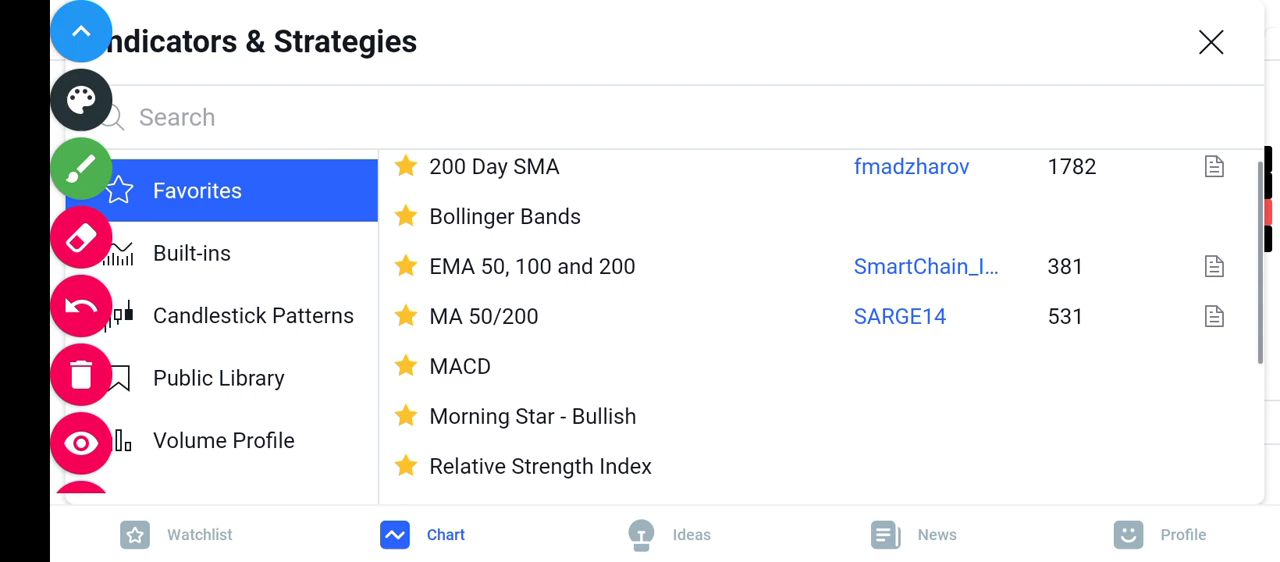 ndicators & Strategies
Search
Favorites
Built-ins
Candlestick Patterns
Public Library
Volume Profile
200 Day SMA fmadzharov 1782
Bollinger Bands
EMA 50, 100 and 200 SmartChain_I... 381
MA 50/200 SARGE14 531
MACD
Morning Star - Bullish
Relative Strength Index
Watchlist Chart Ideas News Profile